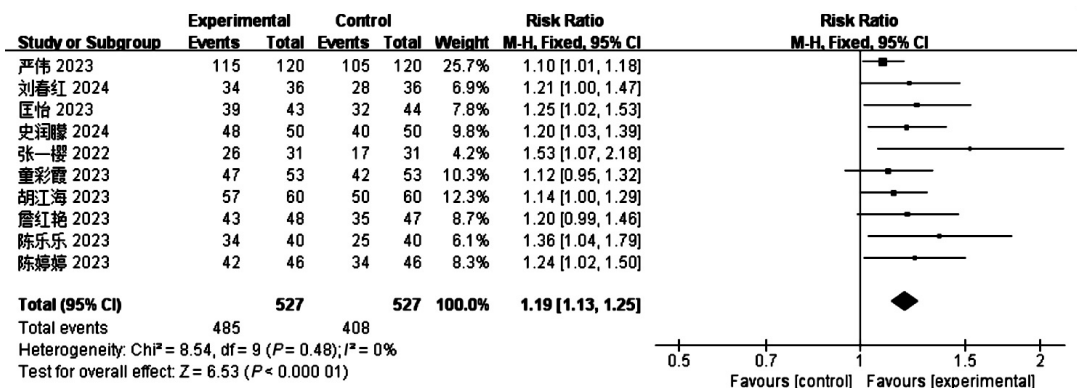 Experimental Control Risk Ratio Risk Ratio
Study or Subgroup Events Total Events Total Weight M-H, Fixed, 95% CI M-H, Fixed, 95% CI
严伟 2023 115 120 105 120 25.7% 1.10 [1.01, 1.18]
刘春红 2024 34 36 28 36 6.9% 1.21 [1.00, 1.47]
匡怡 2023 39 43 32 44 7.8% 1.25 [1.02, 1.53]
史润朦 2024 48 50 40 50 9.8% 1.20 [1.03, 1.39]
张一樱 2022 26 31 17 31 4.2% 1.53 [1.07, 2.18]
童彩霞 2023 47 53 42 53 10.3% 1.12 [0.95, 1.32]
胡江海 2023 57 60 50 60 12.3% 1.14 [1.00, 1.29]
詹红艳 2023 43 48 35 47 8.7% 1.20 [0.99, 1.46]
陈乐乐 2023 34 40 25 40 6.1% 1.36 [1.04, 1.79]
陈婷婷 2023 42 46 34 46 8.3% 1.24 [1.02, 1.50]
Total (95% CI) 527 527 100.0% 1.19 [1.13, 1.25]
Total events 485 408
Heterogeneity: Chi² = 8.54, df = 9 (P = 0.48); I² = 0%
Test for overall effect: Z = 6.53 (P < 0.000 01)
0.5 0.7 1 1.5 2
Favours [control] Favours [experimental]